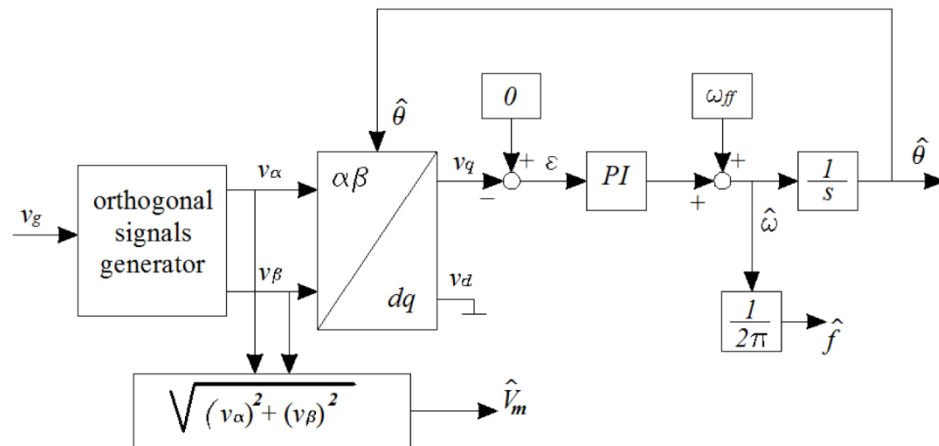 0
ω_ff
θ̂
θ̂
v_α
αβ
v_q
+
ε
PI
+
1
s
−
+
orthogonal
signals
generator
v_g
ω̂
v_β
v_d
dq
1
2π
f̂
√(v_α)²+(v_β)²
V̂_m